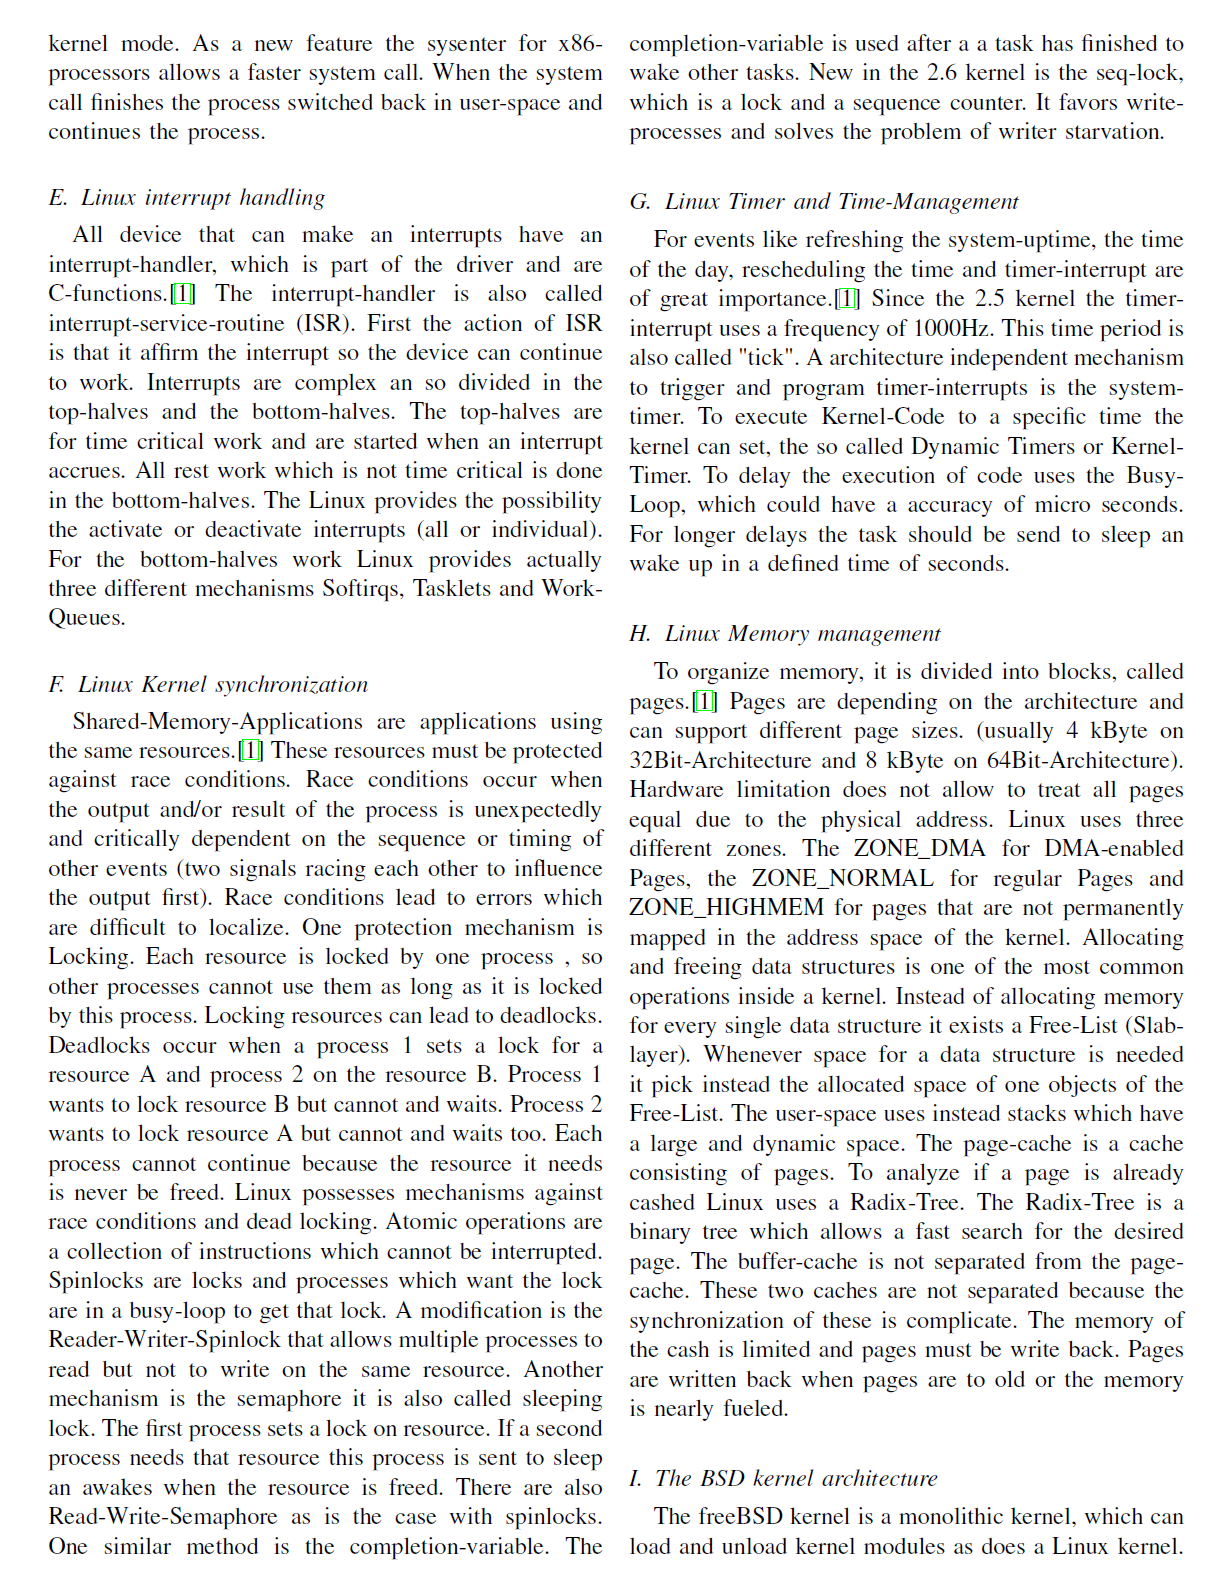 kernel mode. As a new feature the sysenter for x86-
processors allows a faster system call. When the system
call finishes the process switched back in user-space and
continues the process.
E. Linux interrupt handling
All device that can make an interrupts have an
interrupt-handler, which is part of the driver and are
C-functions.[1] The interrupt-handler is also called
interrupt-service-routine (ISR). First the action of ISR
is that it affirm the interrupt so the device can continue
to work. Interrupts are complex an so divided in the
top-halves and the bottom-halves. The top-halves are
for time critical work and are started when an interrupt
accrues. All rest work which is not time critical is done
in the bottom-halves. The Linux provides the possibility
the activate or deactivate interrupts (all or individual).
For the bottom-halves work Linux provides actually
three different mechanisms Softirqs, Tasklets and Work-
Queues.
F. Linux Kernel synchronization
Shared-Memory-Applications are applications using
the same resources.[1] These resources must be protected
against race conditions. Race conditions occur when
the output and/or result of the process is unexpectedly
and critically dependent on the sequence or timing of
other events (two signals racing each other to influence
the output first). Race conditions lead to errors which
are difficult to localize. One protection mechanism is
Locking. Each resource is locked by one process , so
other processes cannot use them as long as it is locked
by this process. Locking resources can lead to deadlocks.
Deadlocks occur when a process 1 sets a lock for a
resource A and process 2 on the resource B. Process 1
wants to lock resource B but cannot and waits. Process 2
wants to lock resource A but cannot and waits too. Each
process cannot continue because the resource it needs
is never be freed. Linux possesses mechanisms against
race conditions and dead locking. Atomic operations are
a collection of instructions which cannot be interrupted.
Spinlocks are locks and processes which want the lock
are in a busy-loop to get that lock. A modification is the
Reader-Writer-Spinlock that allows multiple processes to
read but not to write on the same resource. Another
mechanism is the semaphore it is also called sleeping
lock. The first process sets a lock on resource. If a second
process needs that resource this process is sent to sleep
an awakes when the resource is freed. There are also
Read-Write-Semaphore as is the case with spinlocks.
One similar method is the completion-variable. The
completion-variable is used after a a task has finished to
wake other tasks. New in the 2.6 kernel is the seq-lock,
which is a lock and a sequence counter. It favors write-
processes and solves the problem of writer starvation.
G. Linux Timer and Time-Management
For events like refreshing the system-uptime, the time
of the day, rescheduling the time and timer-interrupt are
of great importance.[1] Since the 2.5 kernel the timer-
interrupt uses a frequency of 1000Hz. This time period is
also called "tick". A architecture independent mechanism
to trigger and program timer-interrupts is the system-
timer. To execute Kernel-Code to a specific time the
kernel can set, the so called Dynamic Timers or Kernel-
Timer. To delay the execution of code uses the Busy-
Loop, which could have a accuracy of micro seconds.
For longer delays the task should be send to sleep an
wake up in a defined time of seconds.
H. Linux Memory management
To organize memory, it is divided into blocks, called
pages.[1] Pages are depending on the architecture and
can support different page sizes. (usually 4 kByte on
32Bit-Architecture and 8 kByte on 64Bit-Architecture).
Hardware limitation does not allow to treat all pages
equal due to the physical address. Linux uses three
different zones. The ZONE_DMA for DMA-enabled
Pages, the ZONE_NORMAL for regular Pages and
ZONE_HIGHMEM for pages that are not permanently
mapped in the address space of the kernel. Allocating
and freeing data structures is one of the most common
operations inside a kernel. Instead of allocating memory
for every single data structure it exists a Free-List (Slab-
layer). Whenever space for a data structure is needed
it pick instead the allocated space of one objects of the
Free-List. The user-space uses instead stacks which have
a large and dynamic space. The page-cache is a cache
consisting of pages. To analyze if a page is already
cashed Linux uses a Radix-Tree. The Radix-Tree is a
binary tree which allows a fast search for the desired
page. The buffer-cache is not separated from the page-
cache. These two caches are not separated because the
synchronization of these is complicate. The memory of
the cash is limited and pages must be write back. Pages
are written back when pages are to old or the memory
is nearly fueled.
I. The BSD kernel architecture
The freeBSD kernel is a monolithic kernel, which can
load and unload kernel modules as does a Linux kernel.